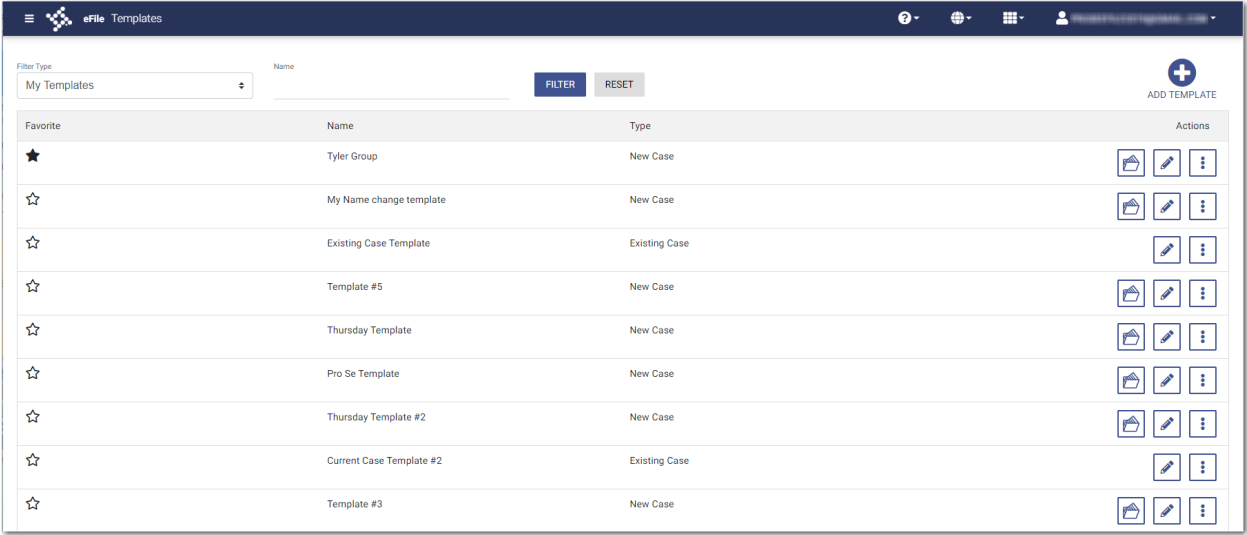 eFile Templates
Filter Type
Name
My Templates
FILTER
RESET
ADD TEMPLATE
Favorite Name Type Actions
Tyler Group New Case
My Name change template New Case
Existing Case Template Existing Case
Template #5 New Case
Thursday Template New Case
Pro Se Template New Case
Thursday Template #2 New Case
Current Case Template #2 Existing Case
Template #3 New Case